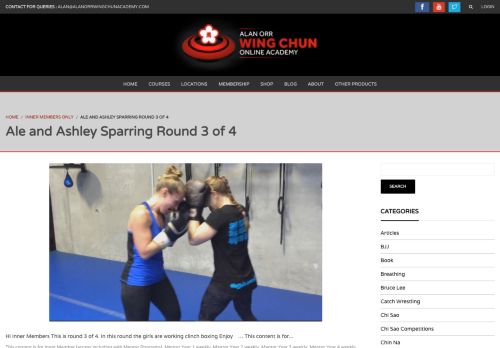 CONTACT FOR QUERIES : ALAN@ALANORRWINGCHUNACADEMY.COM
LOGIN
ALAN ORR
WING CHUN
ONLINE ACADEMY
HOME COURSES LOCATIONS MEMBERSHIP SHOP BLOG ABOUT OTHER PRODUCTS
HOME / INNER MEMBERS ONLY / ALE AND ASHLEY SPARRING ROUND 3 OF 4
Ale and Ashley Sparring Round 3 of 4
SEARCH
CATEGORIES
Articles
BJJ
Book
Breathing
Bruce Lee
Catch Wrestling
Chi Sao
Chi Sao Competitions
Chin Na
Hi Inner Members This is round 3 of 4. In this round the girls are working clinch boxing Enjoy … This content is for...